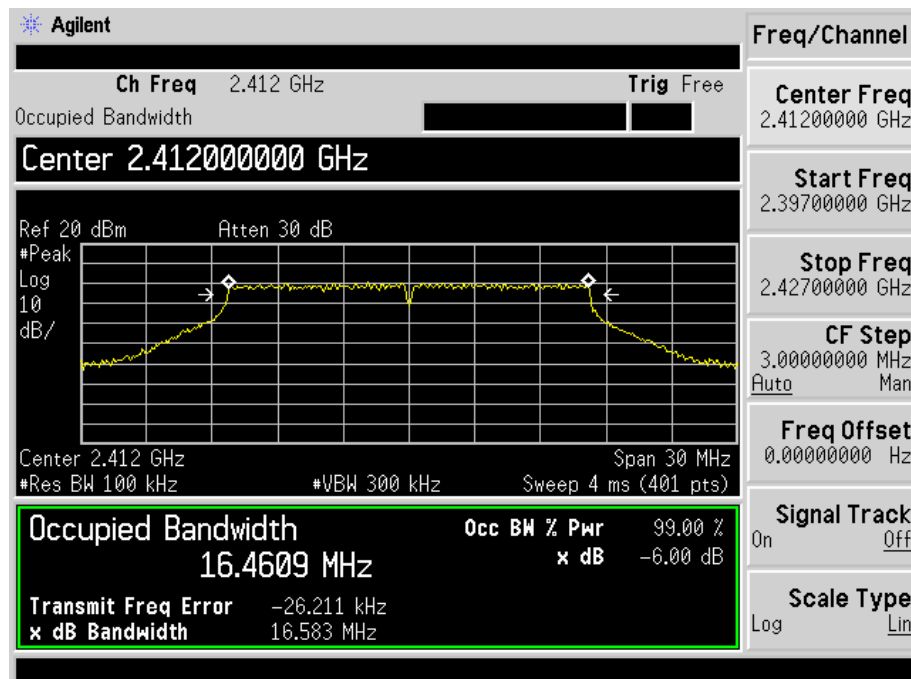 Agilent
Freq/Channel
Ch Freq 2.412 GHz Trig Free
Occupied Bandwidth
Center 2.412000000 GHz
Ref 20 dBm Atten 30 dB
#Peak
Log
10
dB/
Center 2.412 GHz Span 30 MHz
#Res BW 100 kHz #VBW 300 kHz Sweep 4 ms (401 pts)
Occupied Bandwidth
16.4609 MHz
Occ BW % Pwr 99.00 %
x dB -6.00 dB
Transmit Freq Error -26.211 kHz
x dB Bandwidth 16.583 MHz
Center Freq
2.41200000 GHz
Start Freq
2.39700000 GHz
Stop Freq
2.42700000 GHz
CF Step
3.00000000 MHz
Auto Man
Freq Offset
0.00000000 Hz
Signal Track
On Off
Scale Type
Log Lin